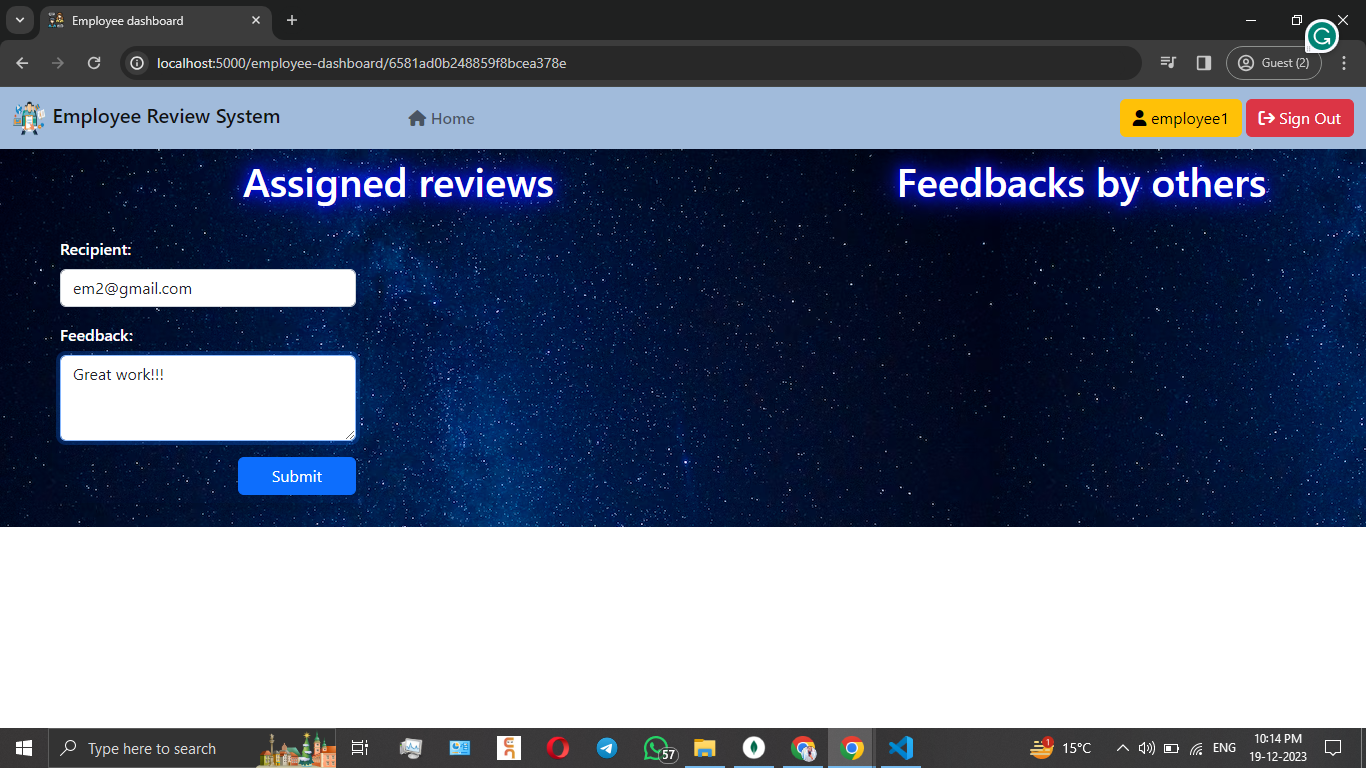 Employee dashboard
localhost:5000/employee-dashboard/6581ad0b248859f8bcea378e
Guest (2)
Employee Review System
Home
employee1
Sign Out
Assigned reviews
Feedbacks by others
Recipient:
em2@gmail.com
Feedback:
Great work!!!
Submit
Type here to search
57
1
15°C
ENG
10:14 PM
19-12-2023